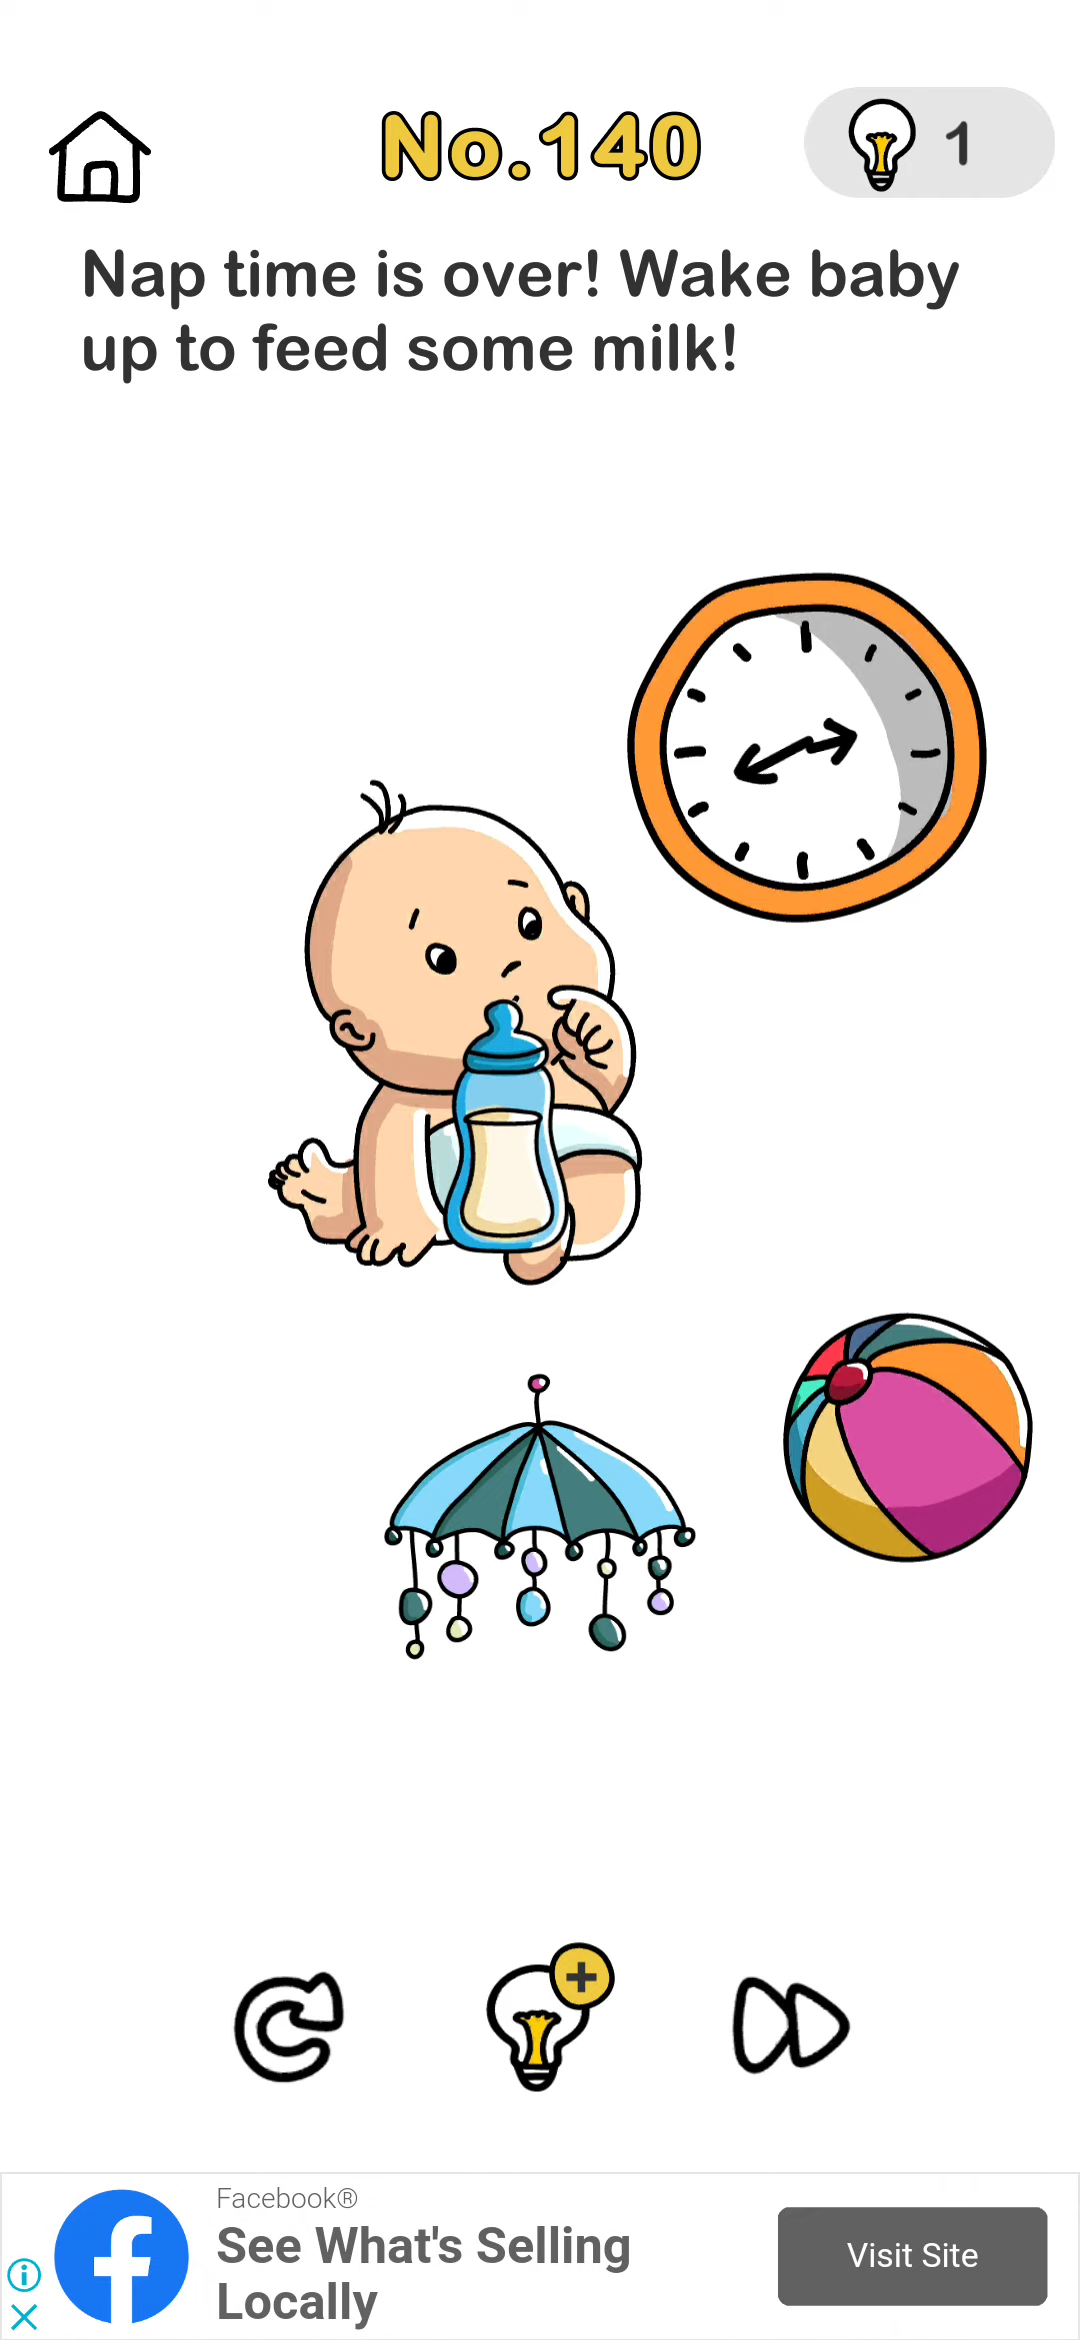 No.140
1
Nap time is over! Wake baby
up to feed some milk!
Facebook®
See What's Selling
Locally
Visit Site